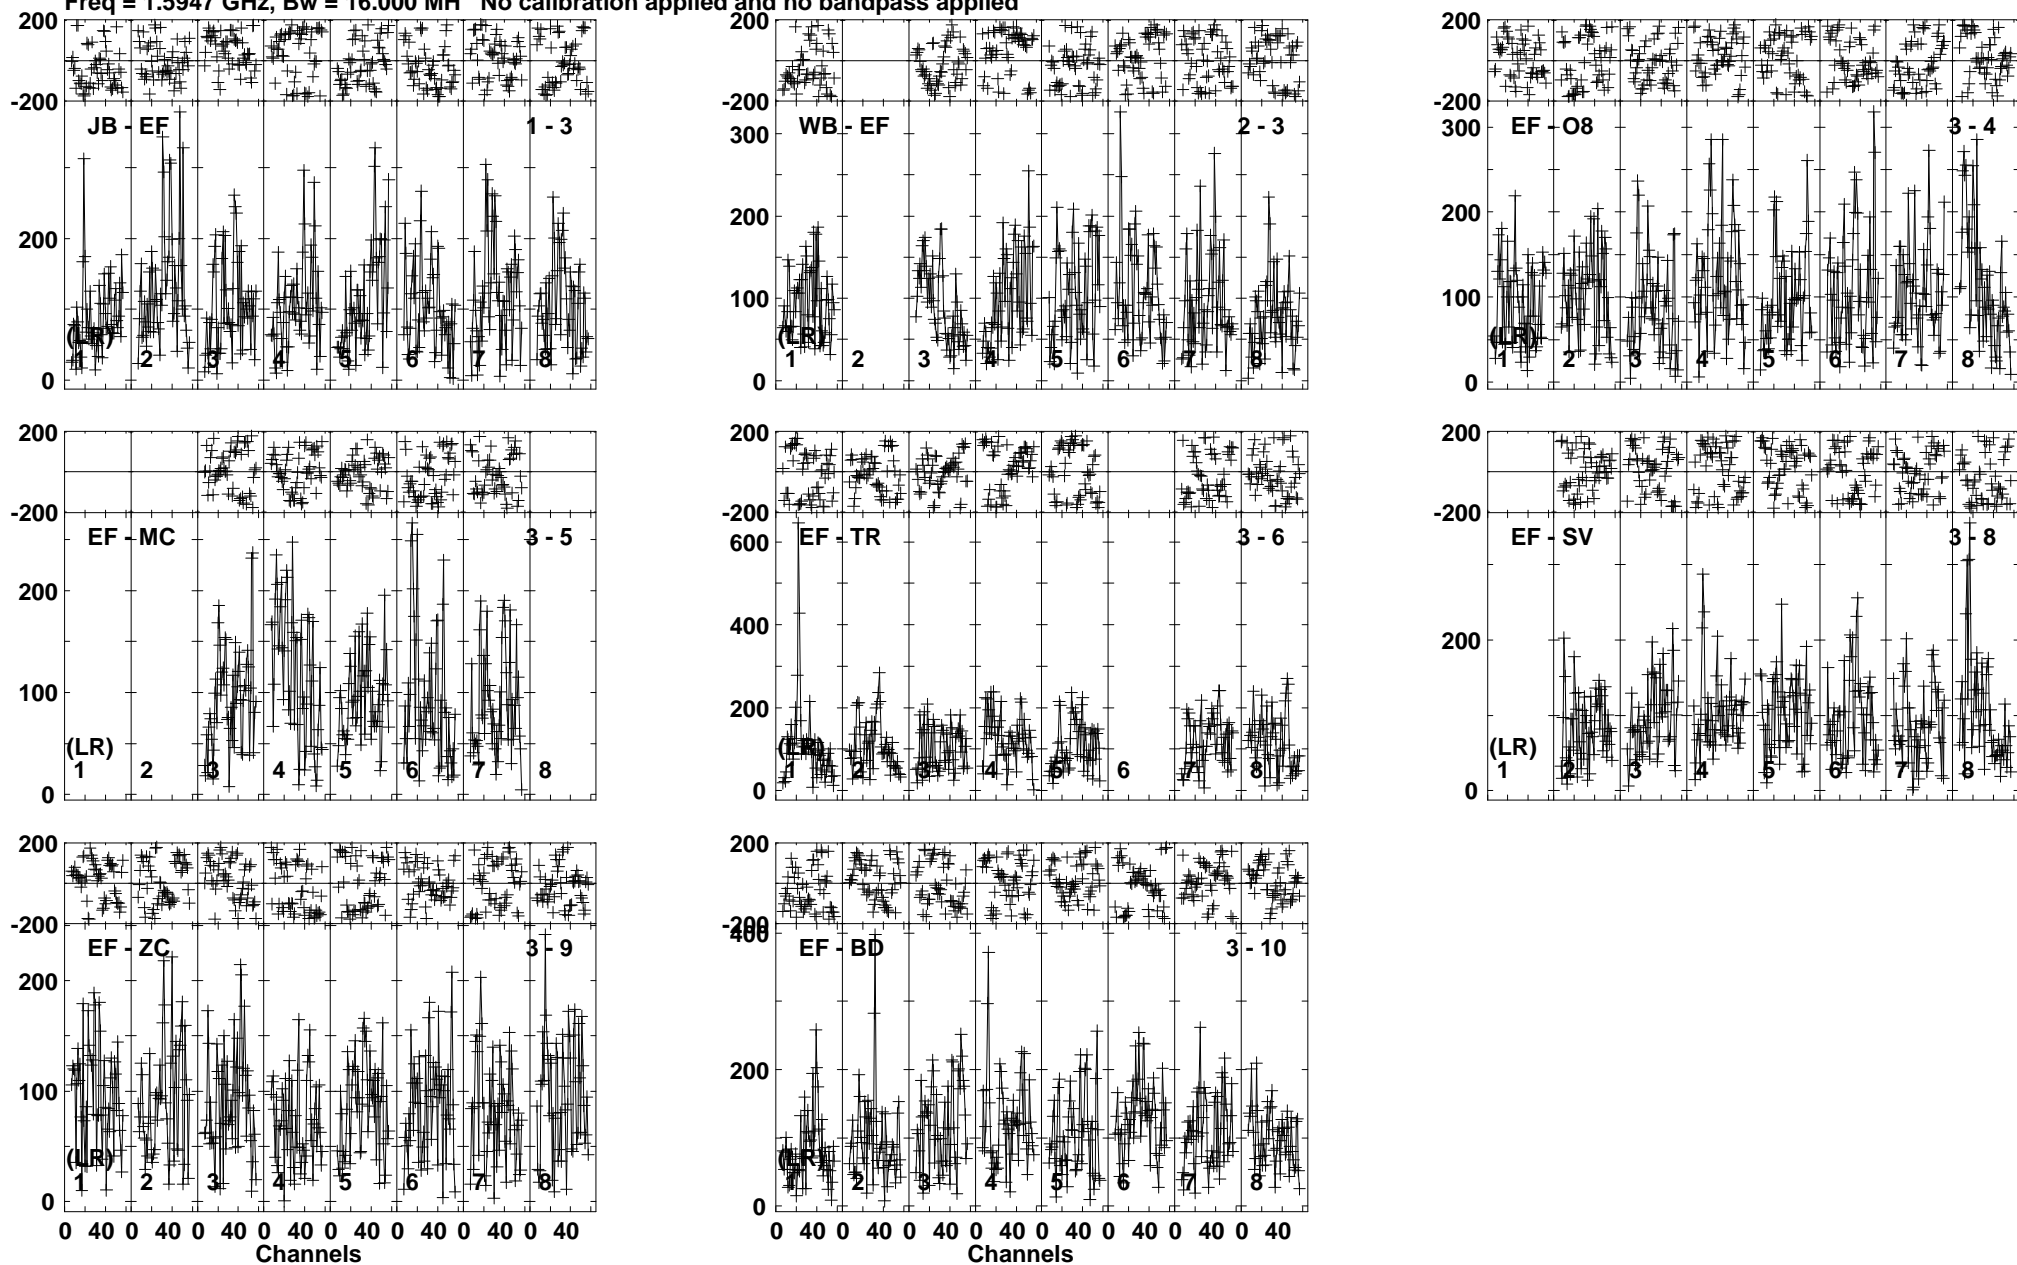 Freq = 1.5947 GHz, Bw = 16.000 MH No calibration applied and no bandpass applied
200
-200
JB - EF 1 - 3
200
0
(LR)
1 2 3 4 5 6 7 8
200
-200
WB - EF 2 - 3
300
200
100
0
(LR)
1 2 3 4 5 6 7 8
200
-200
EF - O8 3 - 4
300
200
100
0
(LR)
1 2 3 4 5 6 7 8
200
-200
EF - MC 3 - 5
200
100
0
(LR)
1 2 3 4 5 6 7 8
200
-200
EF - TR 3 - 6
600
400
200
0
(LR)
1 2 3 4 5 6 7 8
200
-200
EF - SV 3 - 8
200
0
(LR)
1 2 3 4 5 6 7 8
200
-200
EF - ZC 3 - 9
200
100
0
(LR)
1 2 3 4 5 6 7 8
0 40 0 40 0 40 0 40 0 40 0 40 0 40 0 40
Channels
200
-200
400
EF - BD 3 - 10
200
0
(LR)
1 2 3 4 5 6 7 8
0 40 0 40 0 40 0 40 0 40 0 40 0 40 0 40
Channels